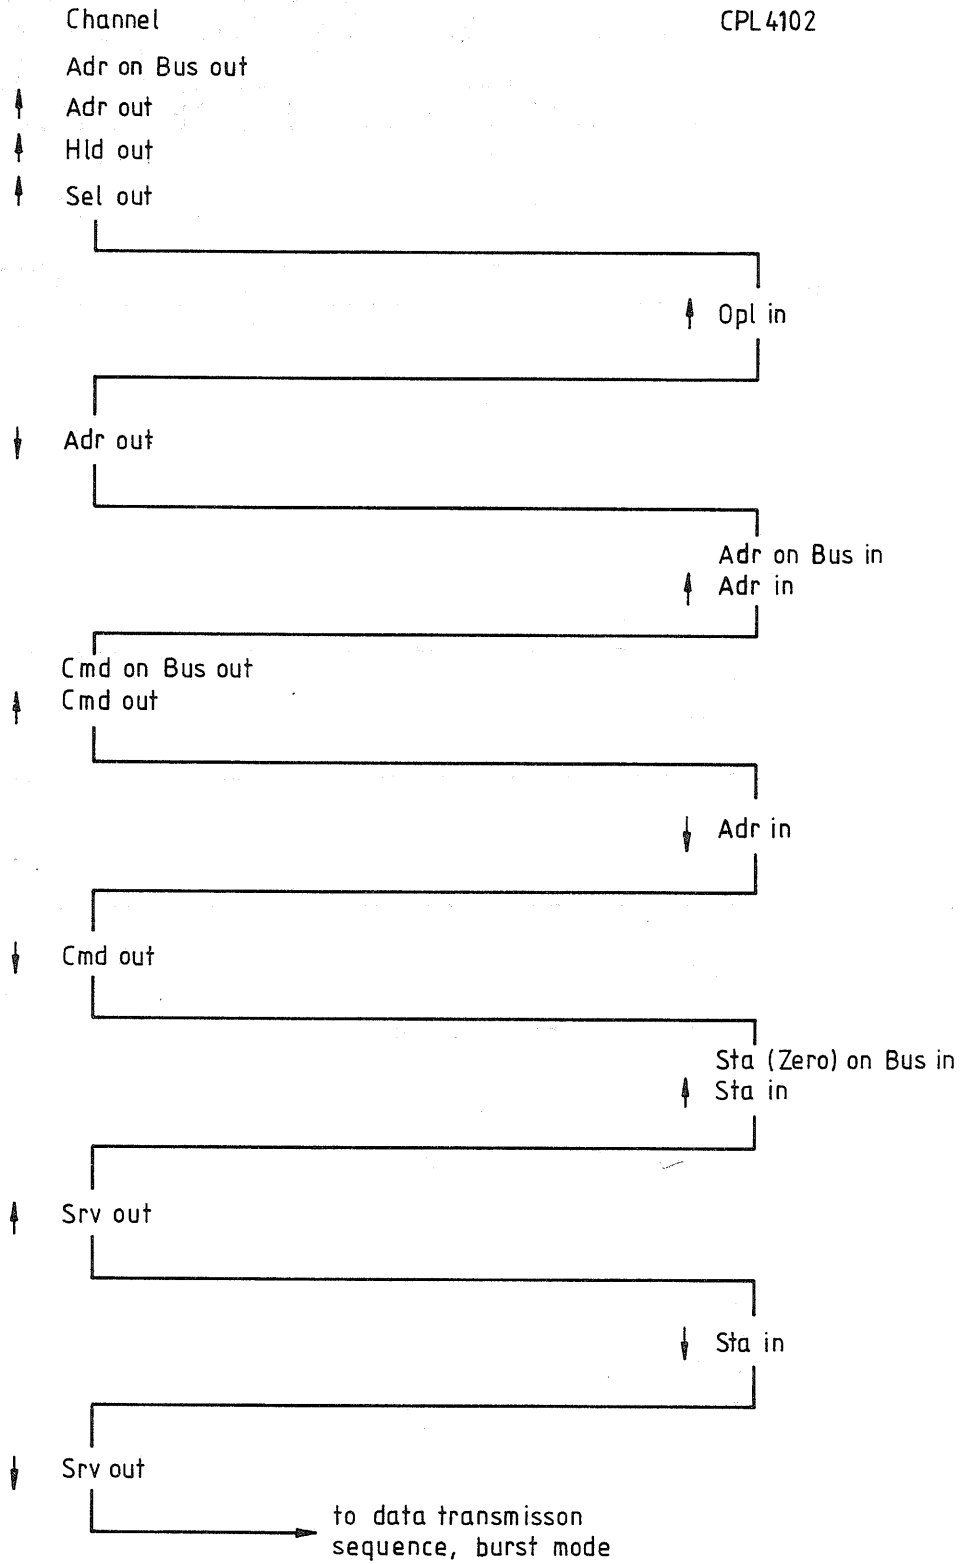 Channel
CPL4102
Adr on Bus out
Adr out
Hld out
Sel out
Opl in
Adr out
Adr on Bus in
Adr in
Cmd on Bus out
Cmd out
Adr in
Cmd out
Sta (Zero) on Bus in
Sta in
Srv out
Sta in
Srv out
to data transmisson
sequence, burst mode